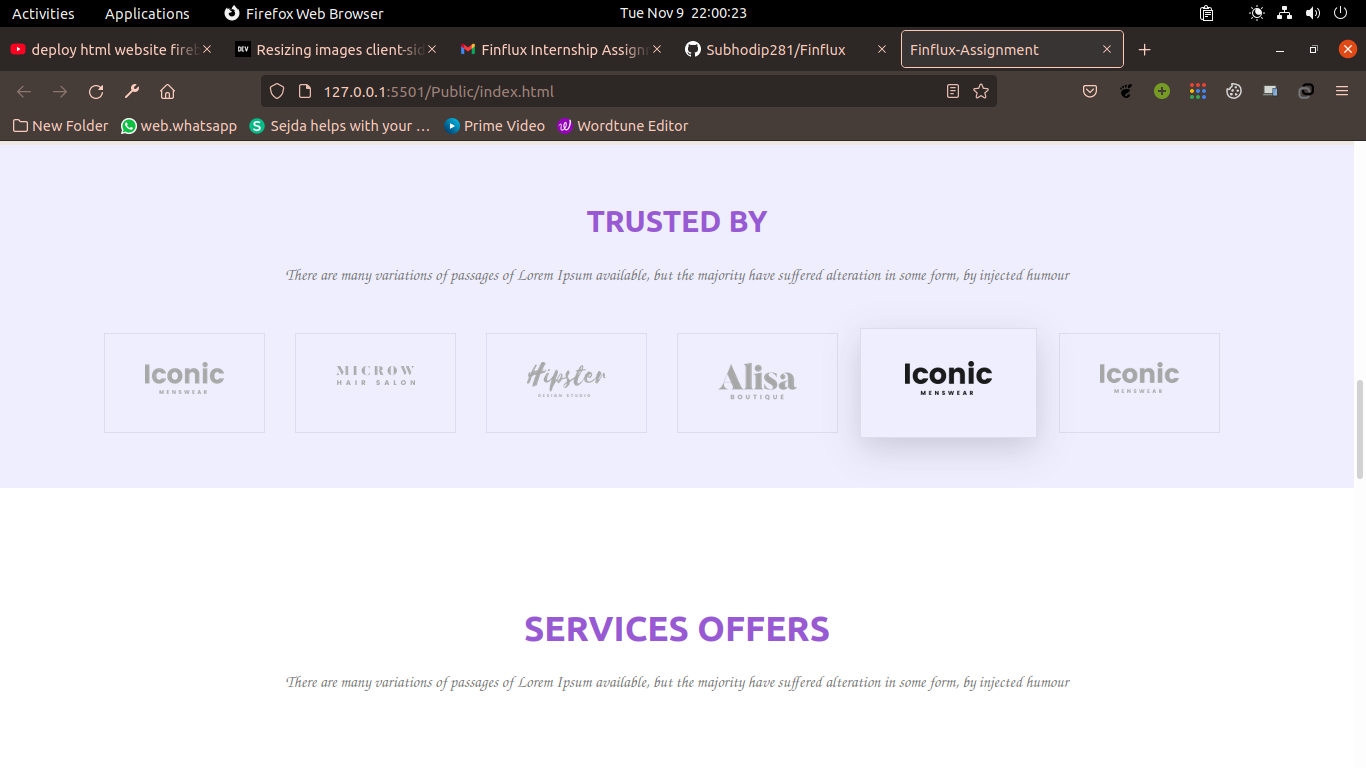 Activities Applications Firefox Web Browser Tue Nov 9 22:00:23
deploy html website fireb Resizing images client-sid Finflux Internship Assignm Subhodip281/Finflux Finflux-Assignment
127.0.0.1:5501/Public/index.html
New Folder web.whatsapp Sejda helps with your ... Prime Video Wordtune Editor
TRUSTED BY
There are many variations of passages of Lorem Ipsum available, but the majority have suffered alteration in some form, by injected humour
Iconic
MENSWEAR
MICROW
HAIR SALON
Hipster
DESIGN STUDIO
Alisa
BOUTIQUE
Iconic
MENSWEAR
Iconic
MENSWEAR
SERVICES OFFERS
There are many variations of passages of Lorem Ipsum available, but the majority have suffered alteration in some form, by injected humour